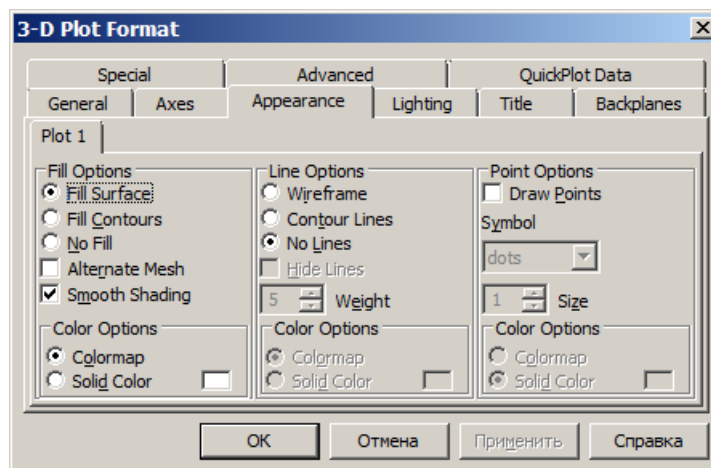 3-D Plot Format
Special Advanced QuickPlot Data
General Axes Appearance Lighting Title Backplanes
Plot 1
Fill Options
Fill Surface
Fill Contours
No Fill
Alternate Mesh
Smooth Shading
Color Options
Colormap
Solid Color
Line Options
Wireframe
Contour Lines
No Lines
Hide Lines
5 Weight
Color Options
Colormap
Solid Color
Point Options
Draw Points
Symbol
dots
1 Size
Color Options
Colormap
Solid Color
OK Отмена Применить Справка